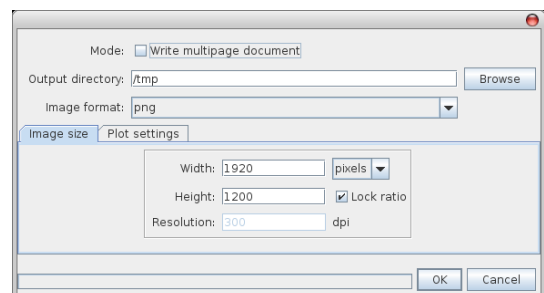 Mode: Write multipage document
Output directory: /tmp Browse
Image format: png
Image size Plot settings
Width: 1920 pixels
Height: 1200 Lock ratio
Resolution: 300 dpi
OK Cancel